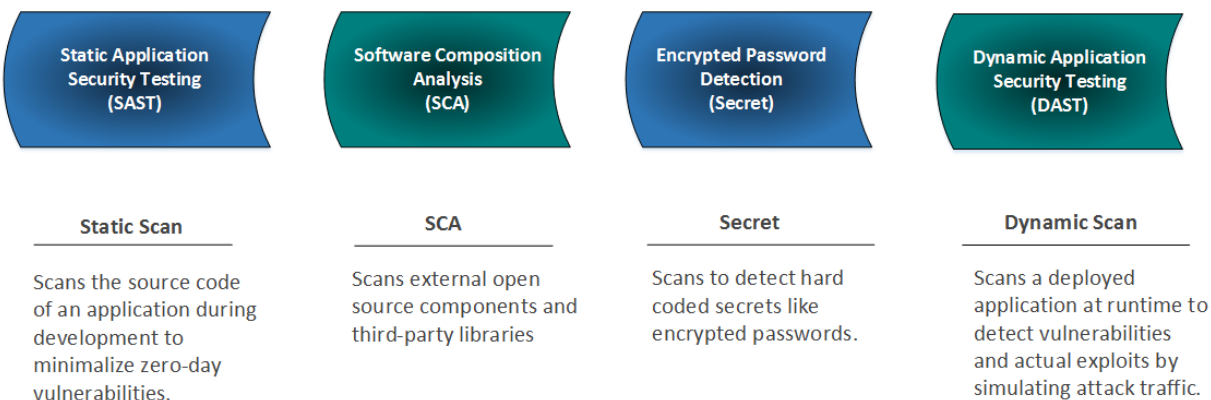 Static Application
Security Testing
(SAST)
Software Composition
Analysis
(SCA)
Encrypted Password
Detection
(Secret)
Dynamic Application
Security Testing
(DAST)
Static Scan
Scans the source code
of an application during
development to
minimalize zero-day
vulnerabilities.
SCA
Scans external open
source components and
third-party libraries
Secret
Scans to detect hard
coded secrets like
encrypted passwords.
Dynamic Scan
Scans a deployed
application at runtime to
detect vulnerabilities
and actual exploits by
simulating attack traffic.